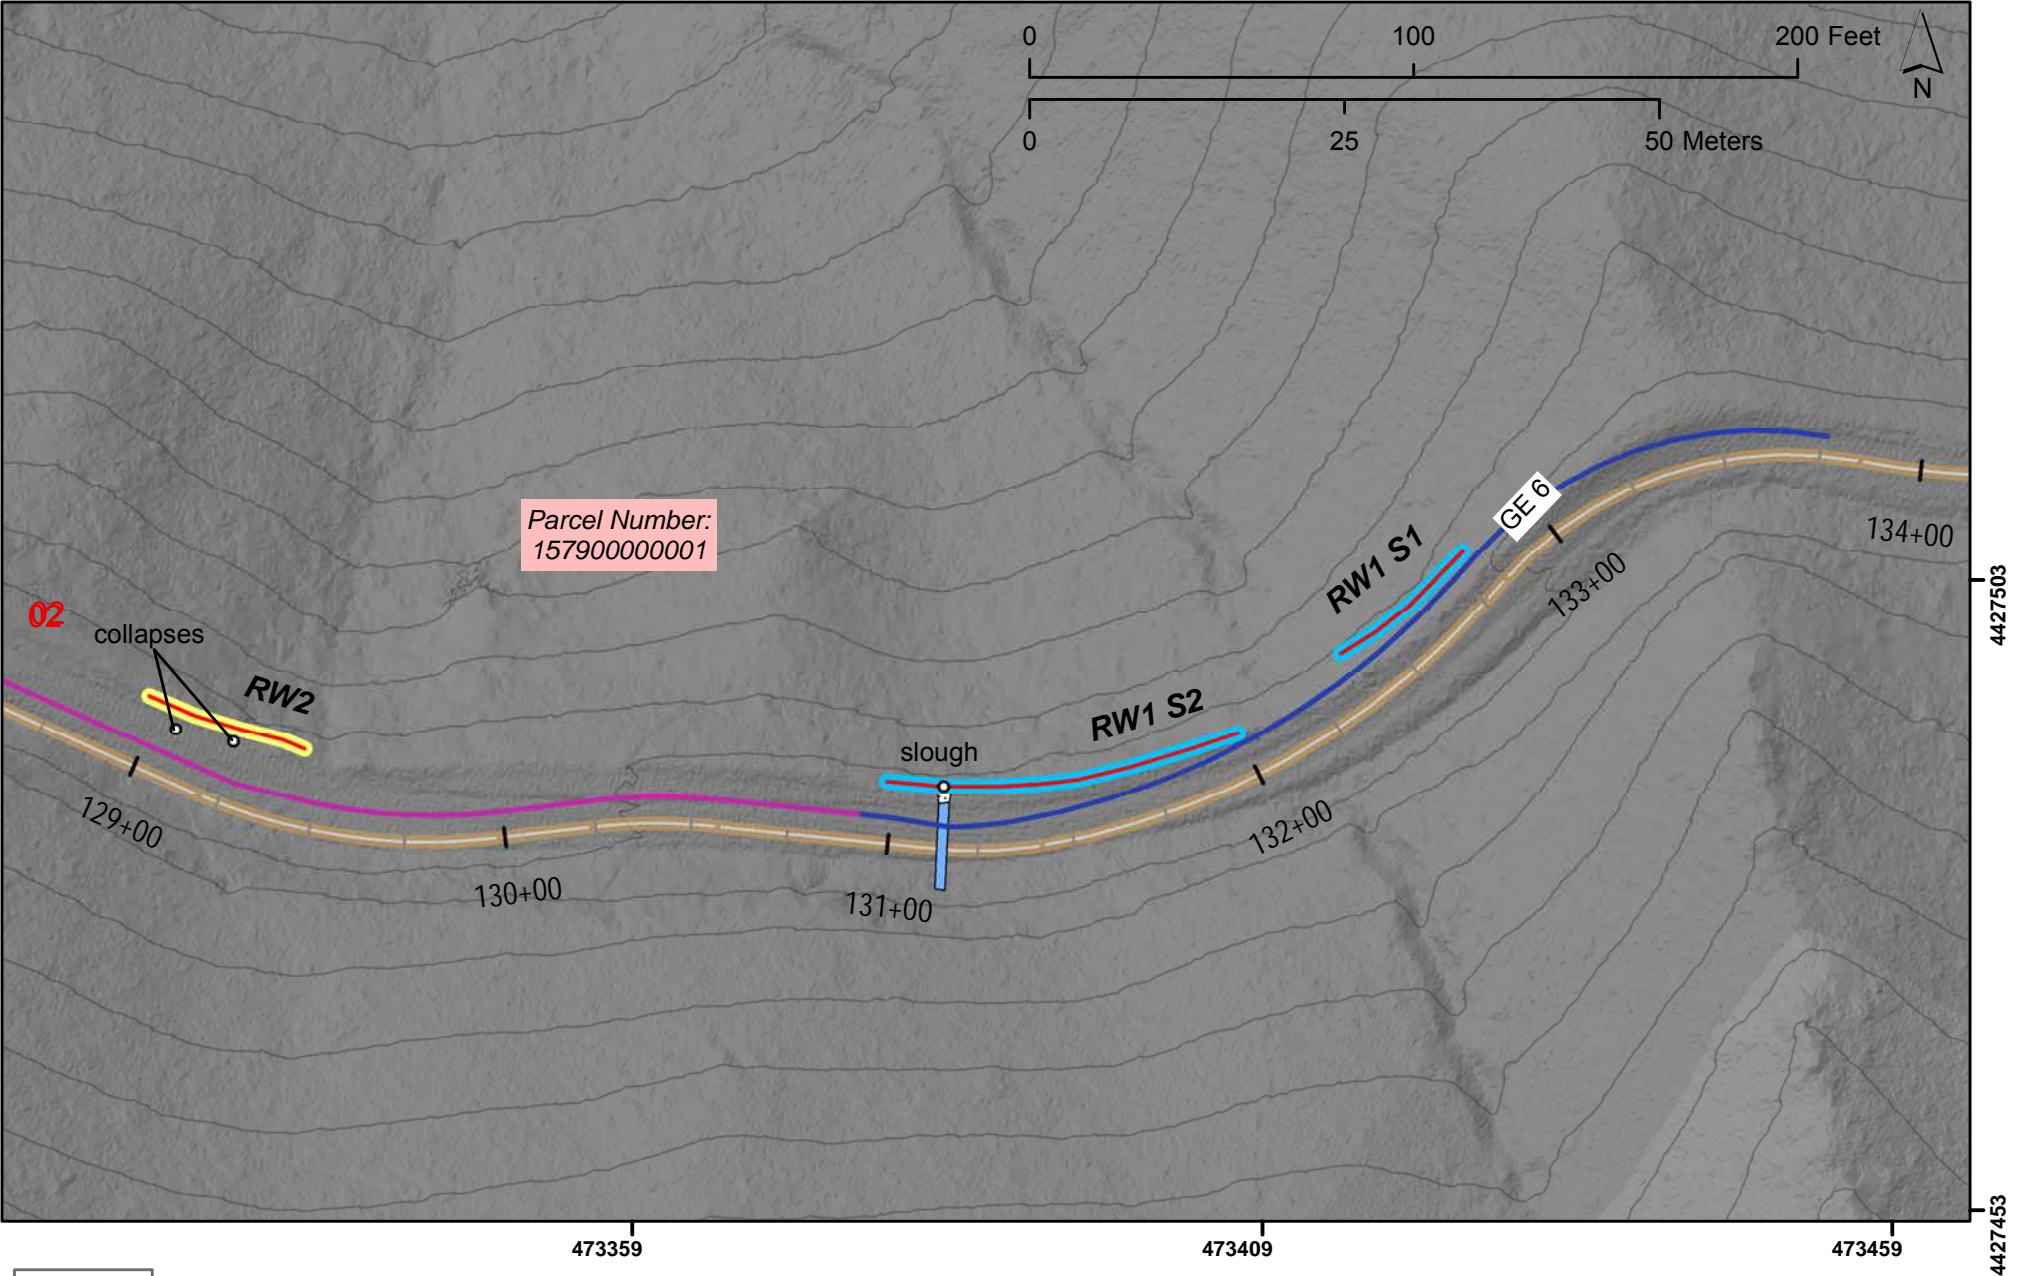 0 100 200 Feet
0 25 50 Meters
N
Parcel Number:
157900000001
GE 6
RW1 S1
134+00
133+00
4427503
02
collapses
RW2
RW1 S2
slough
129+00
132+00
130+00
131+00
4427453
473359 473409 473459